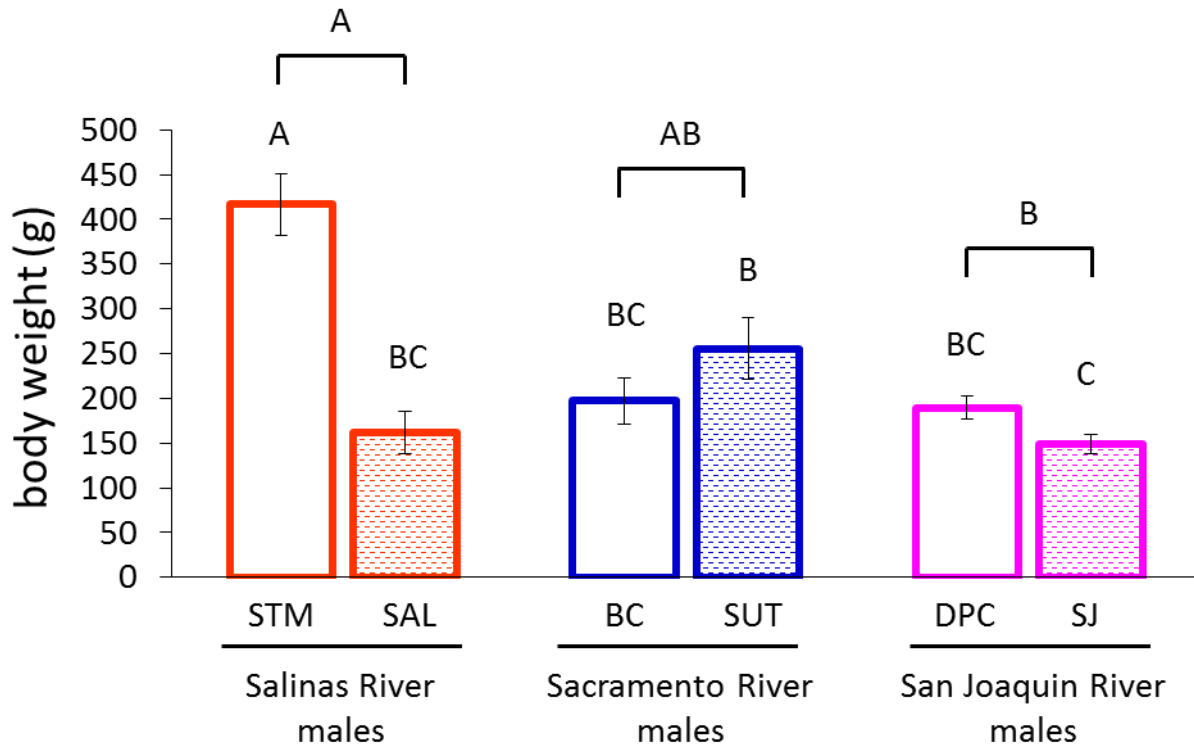 A
A
AB
B
B
BC
BC
BC
C
body weight (g)
500
450
400
350
300
250
200
150
100
50
0
STM SAL BC SUT DPC SJ
Salinas River males
Sacramento River males
San Joaquin River males